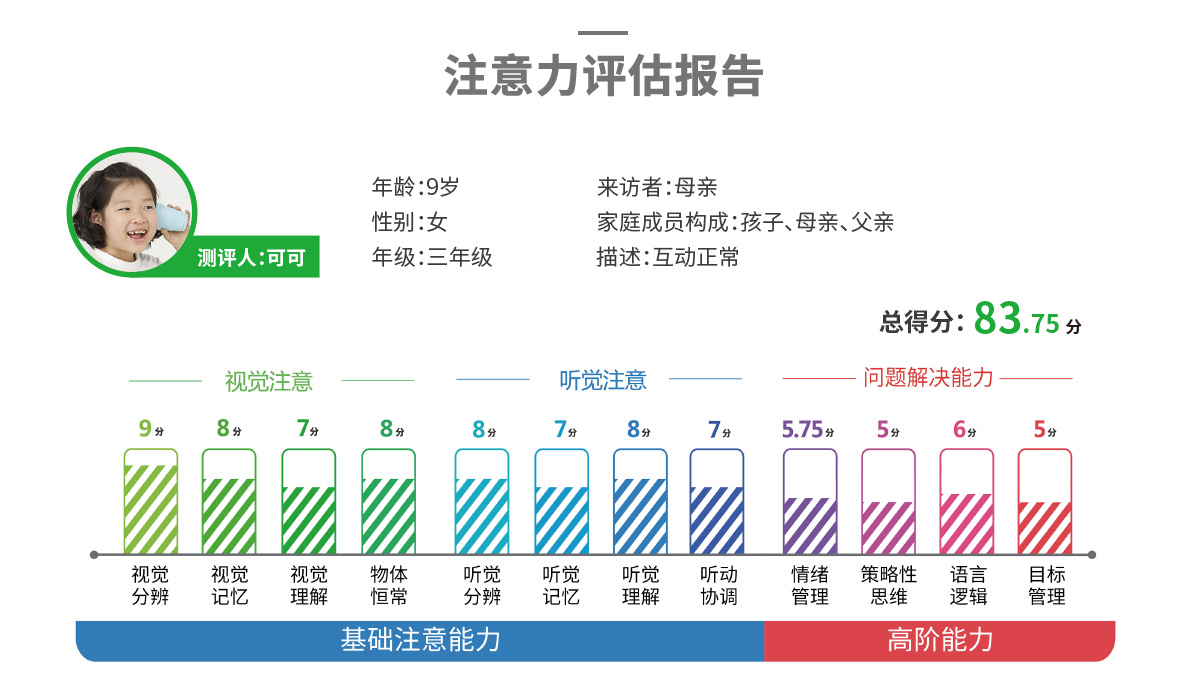 注意力评估报告
年龄：9岁
来访者：母亲
性别：女
家庭成员构成：孩子、母亲、父亲
测评人：可可
年级：三年级
描述：互动正常
总得分：83.75 分
视觉注意
听觉注意
问题解决能力
9分 8分 7分 8分 8分 7分 8分 7分 5.75分 5分 6分 5分
视觉分辨
视觉记忆
视觉理解
物体恒常
听觉分辨
听觉记忆
听觉理解
听动协调
情绪管理
策略性思维
语言逻辑
目标管理
基础注意能力
高阶能力